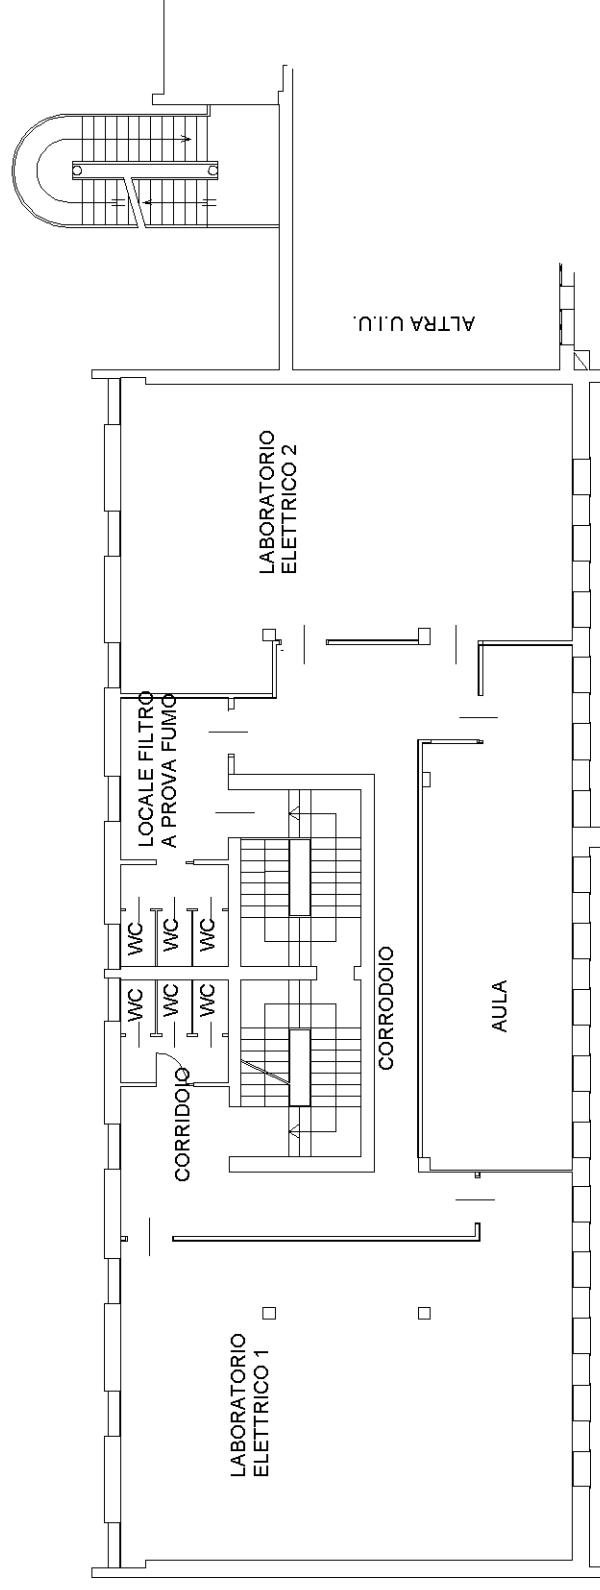 ALTRA U.I.U.
LABORATORIO
ELETTRICO 2
LOCALE FILTRO
A PROVA FUMO
WC
WC
WC
WC
WC
WC
CORRODOIO
AULA
CORRIDOIO
LABORATORIO
ELETTRICO 1